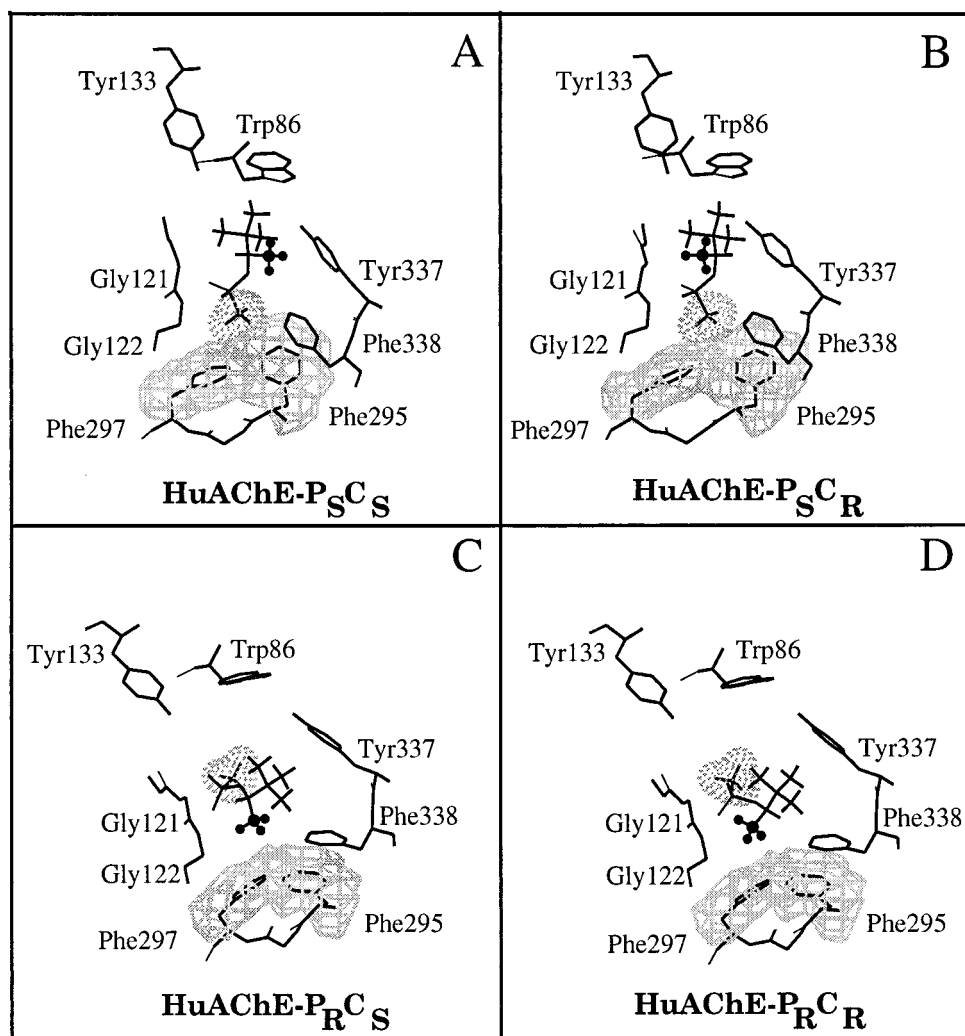 A
Tyr133
Trp86
Gly121
Tyr337
Gly122
Phe338
Phe297
Phe295
HuAChE-PSCS
B
Tyr133
Trp86
Gly121
Tyr337
Gly122
Phe338
Phe297
Phe295
HuAChE-PSCR
C
Tyr133
Trp86
Tyr337
Gly121
Phe338
Gly122
Phe297
Phe295
HuAChE-PRCS
D
Tyr133
Trp86
Tyr337
Gly121
Phe338
Gly122
Phe297
Phe295
HuAChE-PRCR